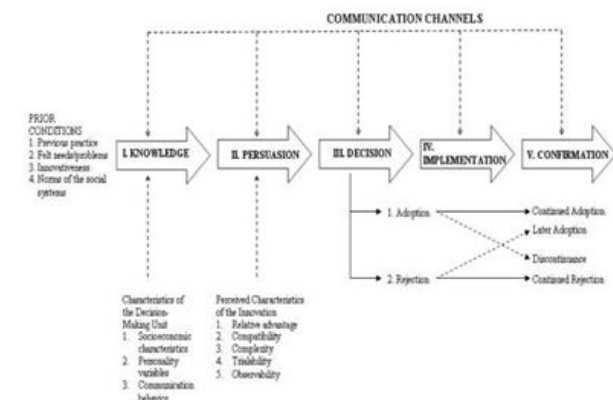 COMMUNICATION CHANNELS
PRIOR
CONDITIONS
1. Previous practice
2. Felt needs/problems
3. Innovativeness
4. Norms of the social
systems
I. KNOWLEDGE
II. PERSUASION
III. DECISION
IV.
IMPLEMENTATION
V. CONFIRMATION
1. Adoption
2. Rejection
Continued Adoption
Later Adoption
Discontinuance
Continued Rejection
Characteristics of
the Decision-
Making Unit
1. Socioeconomic
characteristics
2. Personality
variables
3. Communication
behavior
Perceived Characteristics
of the Innovation
1. Relative advantage
2. Compatibility
3. Complexity
4. Trialability
5. Observability